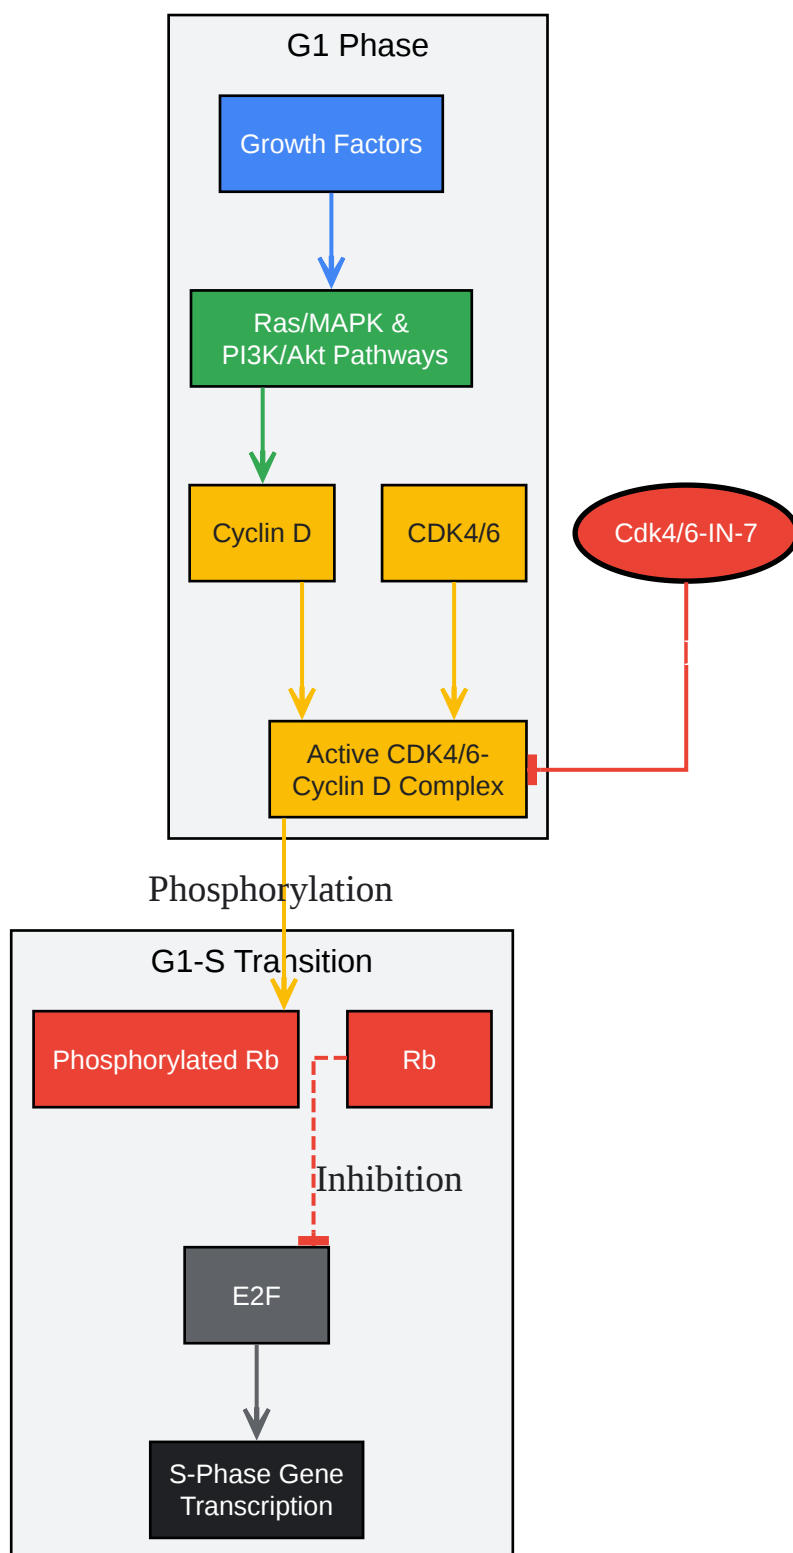 G1 Phase
Growth Factors
Ras/MAPK &
PI3K/Akt Pathways
Cyclin D
CDK4/6
Cdk4/6-IN-7
Active CDK4/6-
Cyclin D Complex
Phosphorylation
G1-S Transition
Phosphorylated Rb
Rb
Inhibition
E2F
S-Phase Gene
Transcription